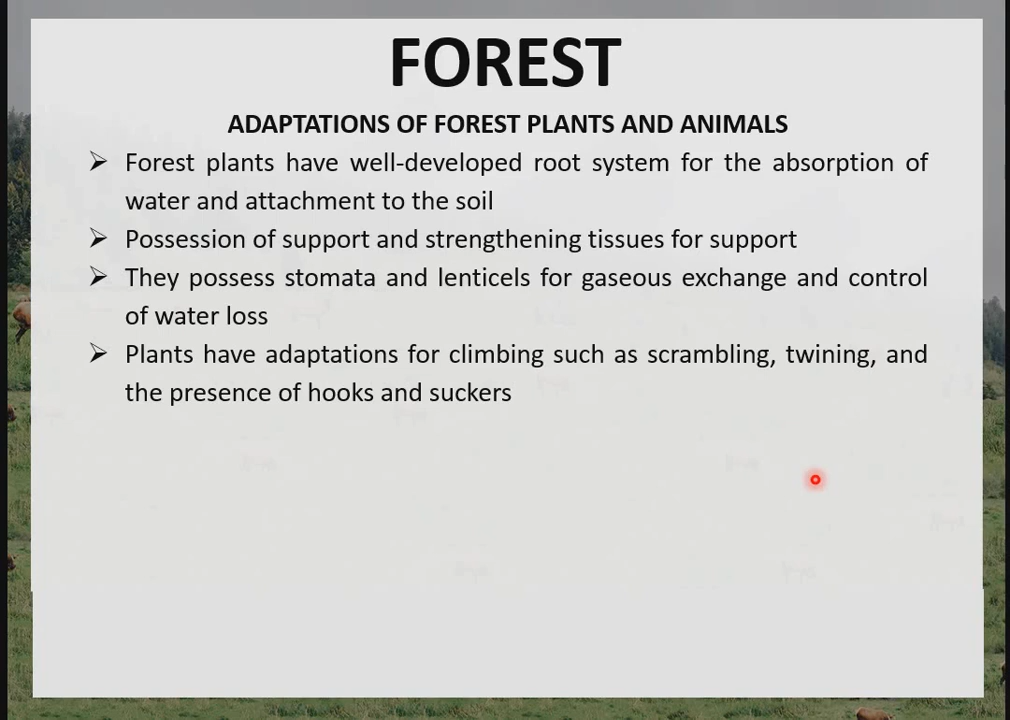 FOREST
ADAPTATIONS OF FOREST PLANTS AND ANIMALS
➢ Forest plants have well-developed root system for the absorption of
water and attachment to the soil
➢ Possession of support and strengthening tissues for support
➢ They possess stomata and lenticels for gaseous exchange and control
of water loss
➢ Plants have adaptations for climbing such as scrambling, twining, and
the presence of hooks and suckers